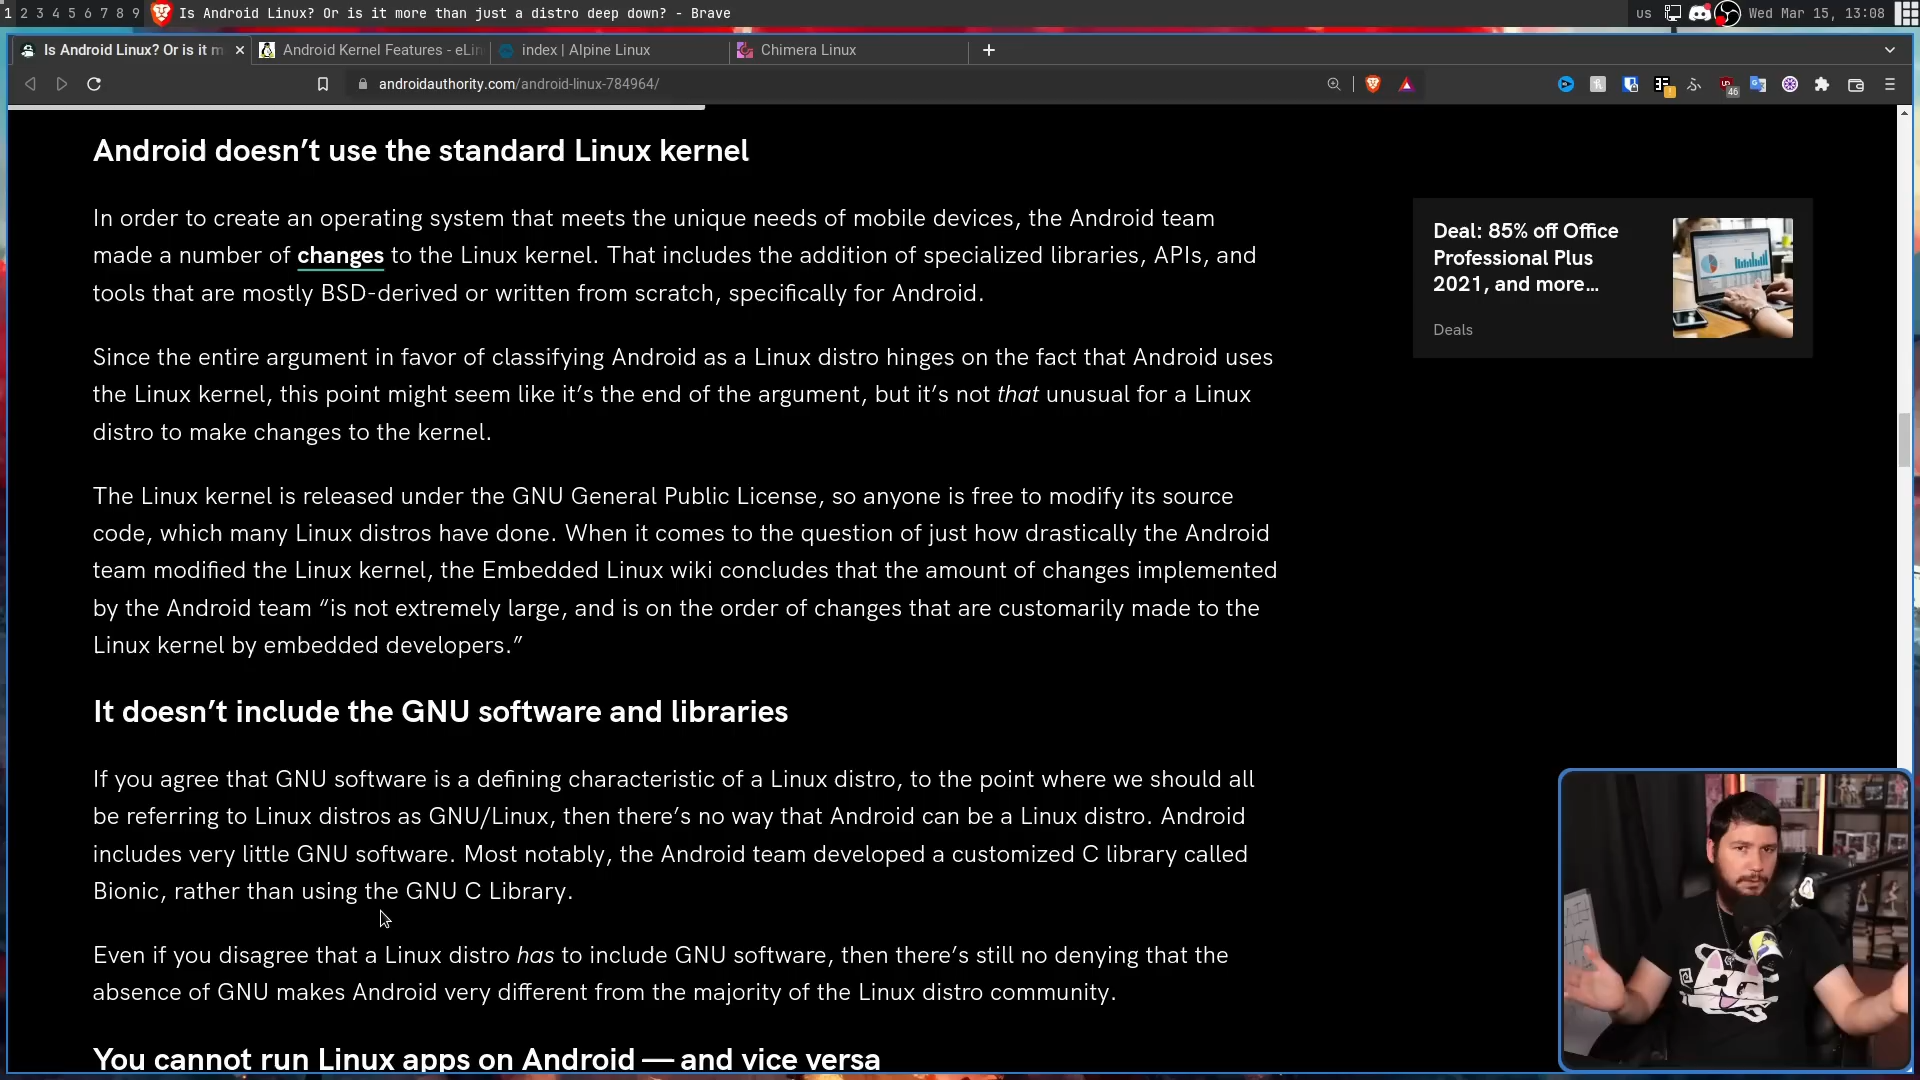 1 2 3 4 5 6 7 8 9 Is Android Linux? Or is it more than just a distro deep down? - Brave us Wed Mar 15, 13:08
Is Android Linux? Or is it m Android Kernel Features - eLin index | Alpine Linux Chimera Linux
androidauthority.com/android-linux-784964/ 46
Android doesn’t use the standard Linux kernel
In order to create an operating system that meets the unique needs of mobile devices, the Android team
made a number of changes to the Linux kernel. That includes the addition of specialized libraries, APIs, and
tools that are mostly BSD-derived or written from scratch, specifically for Android.
Since the entire argument in favor of classifying Android as a Linux distro hinges on the fact that Android uses
the Linux kernel, this point might seem like it’s the end of the argument, but it’s not that unusual for a Linux
distro to make changes to the kernel.
The Linux kernel is released under the GNU General Public License, so anyone is free to modify its source
code, which many Linux distros have done. When it comes to the question of just how drastically the Android
team modified the Linux kernel, the Embedded Linux wiki concludes that the amount of changes implemented
by the Android team “is not extremely large, and is on the order of changes that are customarily made to the
Linux kernel by embedded developers.”
It doesn’t include the GNU software and libraries
If you agree that GNU software is a defining characteristic of a Linux distro, to the point where we should all
be referring to Linux distros as GNU/Linux, then there’s no way that Android can be a Linux distro. Android
includes very little GNU software. Most notably, the Android team developed a customized C library called
Bionic, rather than using the GNU C Library.
Even if you disagree that a Linux distro has to include GNU software, then there’s still no denying that the
absence of GNU makes Android very different from the majority of the Linux distro community.
You cannot run Linux apps on Android — and vice versa
Deal: 85% off Office
Professional Plus
2021, and more...
Deals